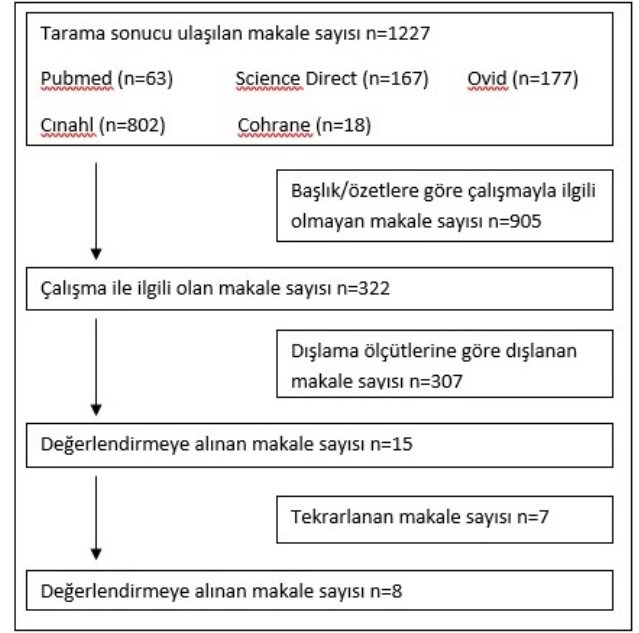 Tarama sonucu ulaşılan makale sayısı n=1227
Pubmed (n=63) Science Direct (n=167) Ovid (n=177)
Cınahl (n=802) Cohrane (n=18)
Başlık/özetlere göre çalışmayla ilgili
olmayan makale sayısı n=905
Çalışma ile ilgili olan makale sayısı n=322
Dışlama ölçütlerine göre dışlanan
makale sayısı n=307
Değerlendirmeye alınan makale sayısı n=15
Tekrarlanan makale sayısı n=7
Değerlendirmeye alınan makale sayısı n=8